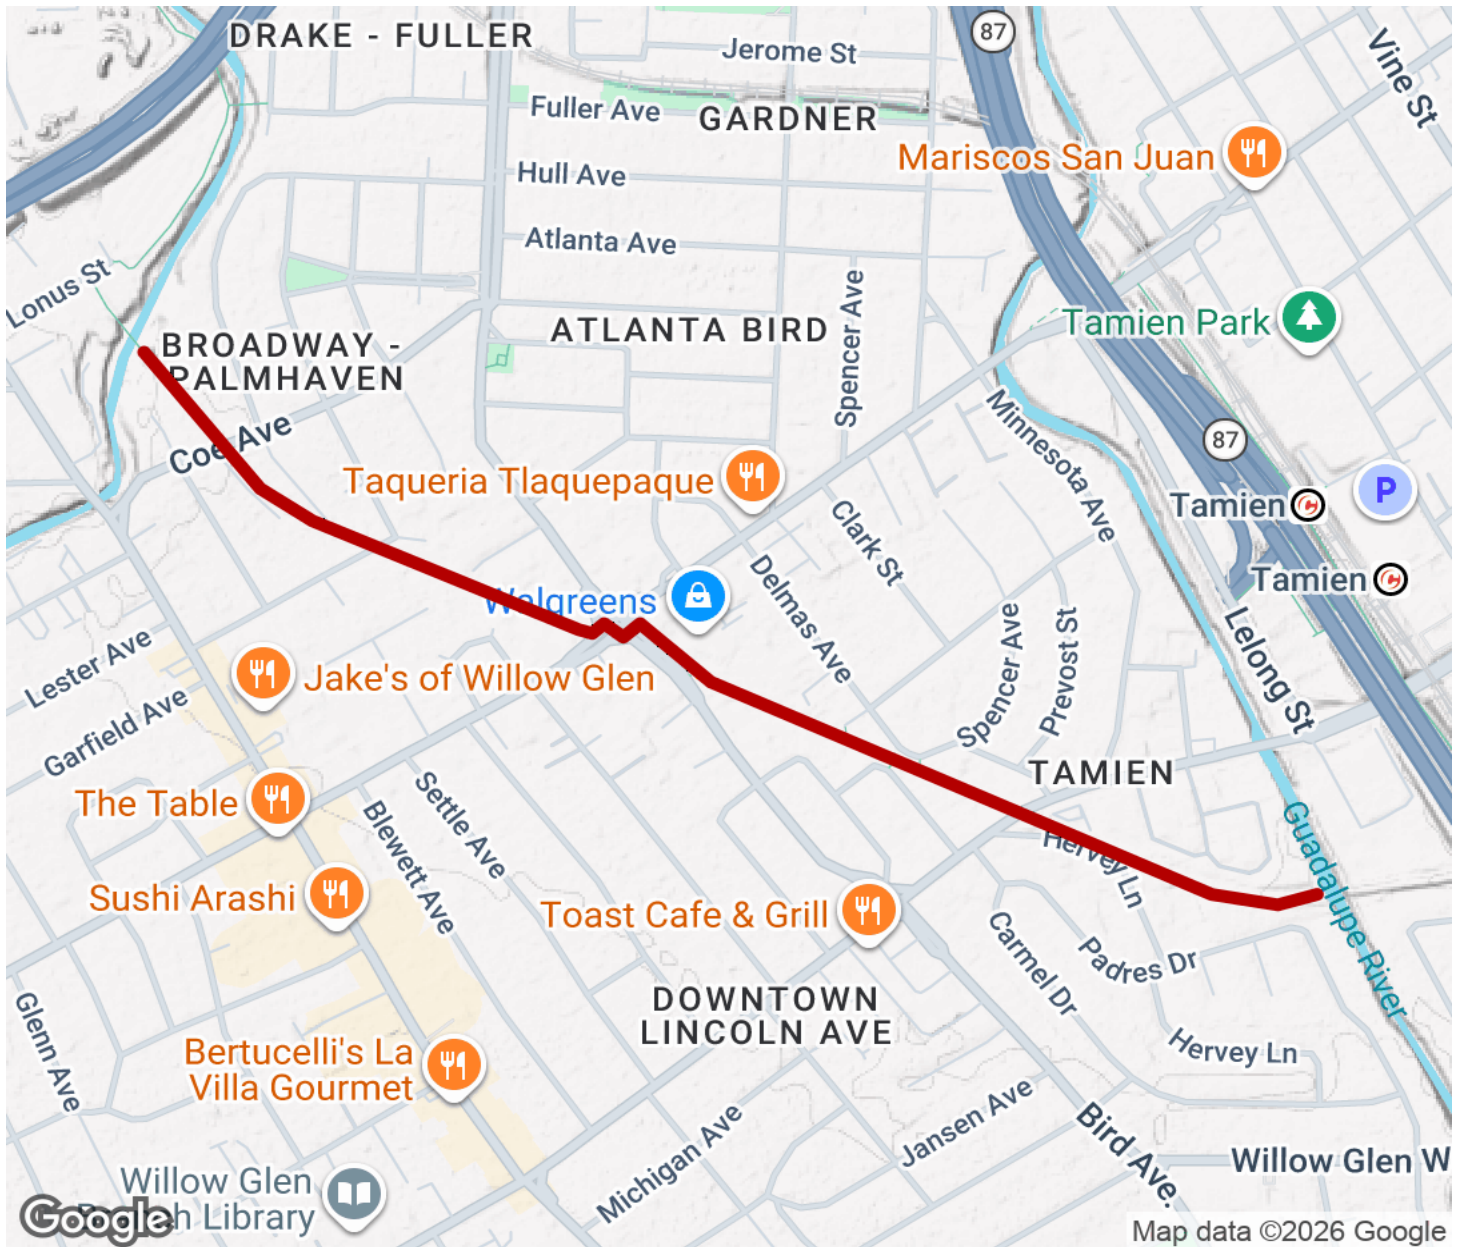 DRAKE - FULLER
87
Jerome St
Vine St
Fuller Ave
GARDNER
Mariscos San Juan
Hull Ave
Atlanta Ave
Lonus St
Spencer Ave
Tamien Park
ATLANTA BIRD
BROADWAY -
PALMHAVEN
Coe Ave
Minnesota Ave
87
Taqueria Tlaquepaque
P
Tamien
Clark St
Tamien
Delmas Ave
Walgreens
Lelong St
Spencer Ave
Prevost St
Lester Ave
Jake's of Willow Glen
Garfield Ave
TAMIEN
The Table
Settle Ave
Blewett Ave
Hervey Ln
Guadalupe River
Sushi Arashi
Toast Cafe & Grill
Carmel Dr
Padres Dr
DOWNTOWN
LINCOLN AVE
Glenn Ave
Bertucelli's La
Villa Gourmet
Hervey Ln
Jansen Ave
Michigan Ave
Bird Ave.
Willow Glen W
Willow Glen
Library
Google
Map data ©2026 Google